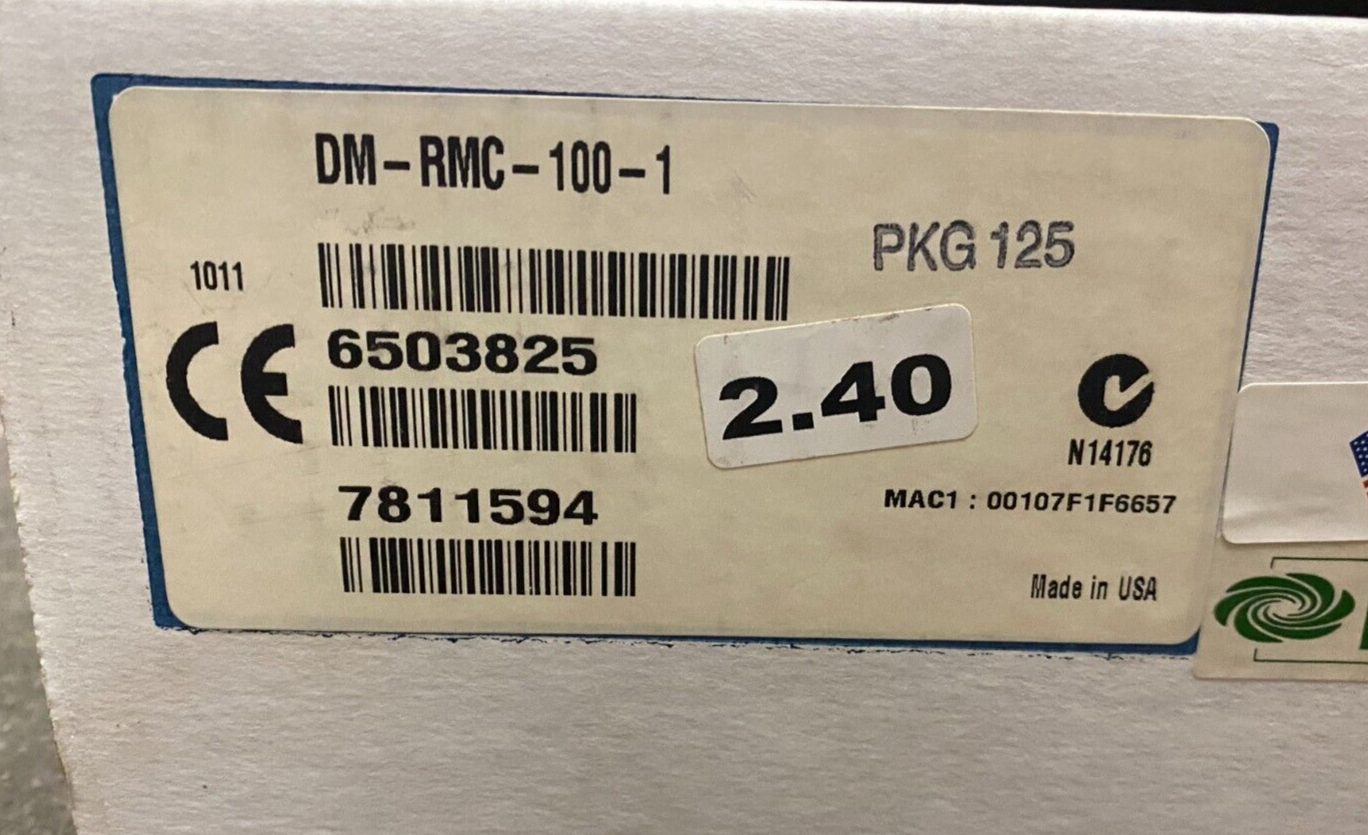 DM-RMC-100-1
PKG 125
1011
CE
6503825
2.40
N14176
7811594
MAC1 : 00107F1F6657
Made in USA